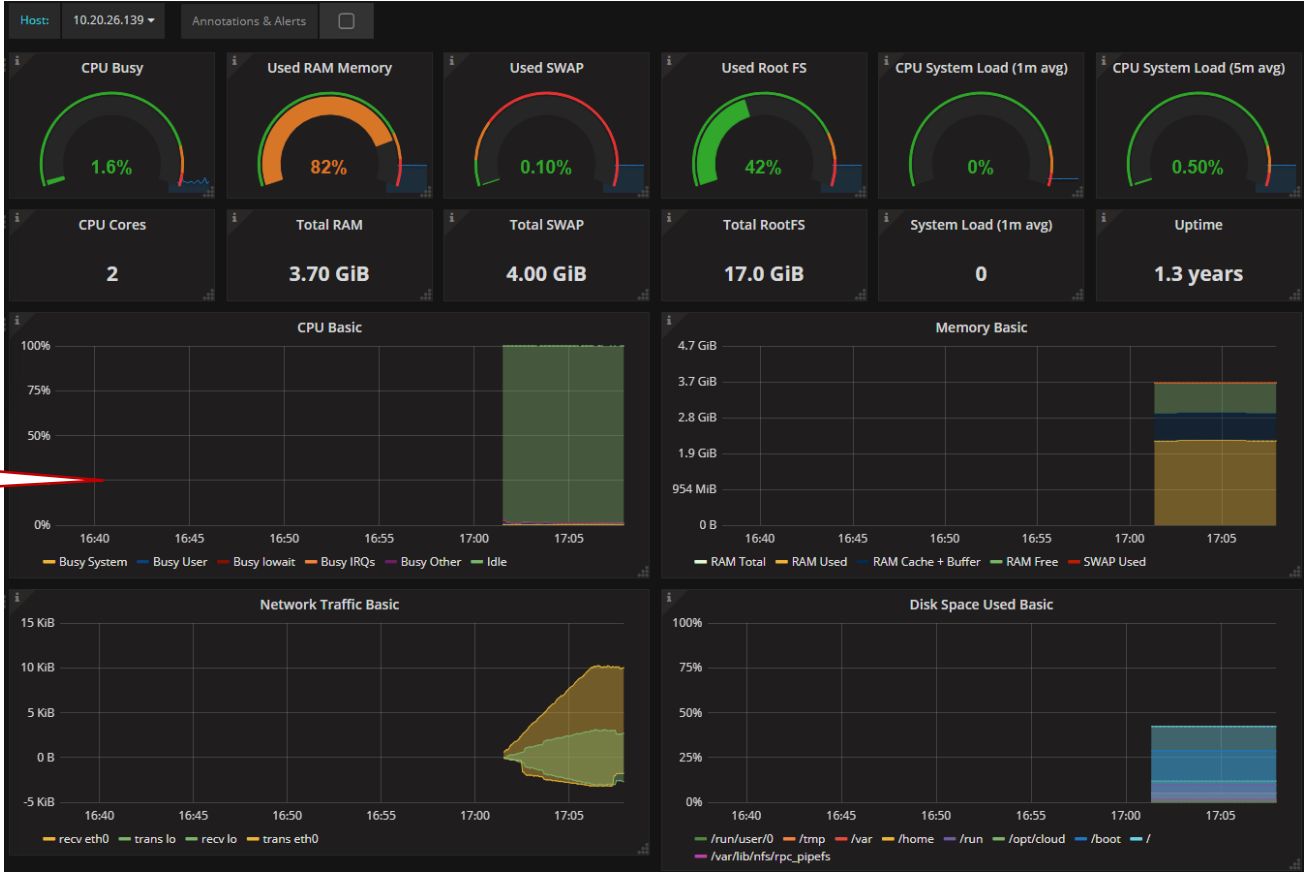 Host: 10.20.26.139 Annotations & Alerts
CPU Busy
1.6%
Used RAM Memory
82%
Used SWAP
0.10%
Used Root FS
42%
CPU System Load (1m avg)
0%
CPU System Load (5m avg)
0.50%
CPU Cores
2
Total RAM
3.70 GiB
Total SWAP
4.00 GiB
Total RootFS
17.0 GiB
System Load (1m avg)
0
Uptime
1.3 years
CPU Basic
100%
75%
50%
0%
16:40 16:45 16:50 16:55 17:00 17:05
Busy System Busy User Busy Iowait Busy IRQs Busy Other Idle
Memory Basic
4.7 GiB
3.7 GiB
2.8 GiB
1.9 GiB
954 MiB
0 B
16:40 16:45 16:50 16:55 17:00 17:05
RAM Total RAM Used RAM Cache + Buffer RAM Free SWAP Used
Network Traffic Basic
15 KiB
10 KiB
5 KiB
0 B
-5 KiB
16:40 16:45 16:50 16:55 17:00 17:05
recv eth0 trans lo recv lo trans eth0
Disk Space Used Basic
100%
75%
50%
25%
0%
16:40 16:45 16:50 16:55 17:00 17:05
/run/user/0 /tmp /var /home /run /opt/cloud /boot /
/var/lib/nfs/rpc_pipefs